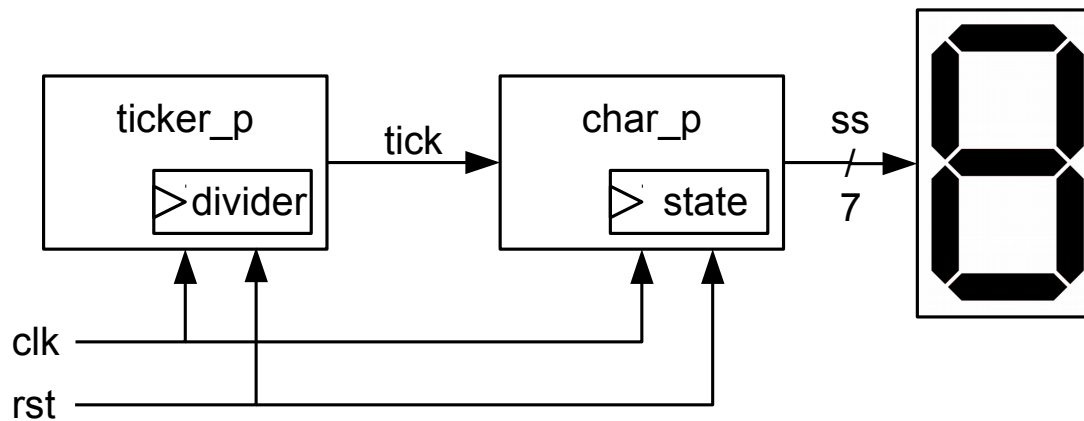 ticker_p
divider
tick
char_p
state
ss
/
7
clk
rst